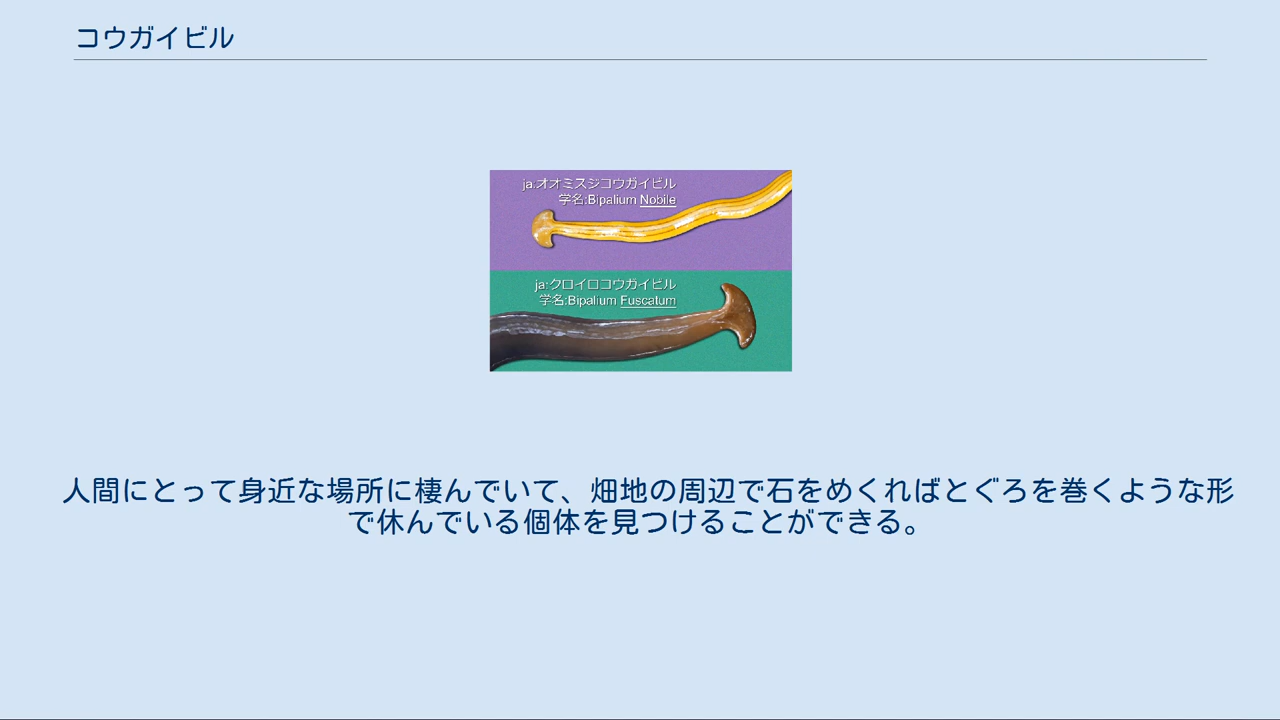 コウガイビル
ja:オオミスジコウガイビル
学名:Bipalium Nobile
ja:クロイロコウガイビル
学名:Bipalium Fuscatum
人間にとって身近な場所に棲んでいて、畑地の周辺で石をめくればとぐろを巻くような形
で休んでいる個体を見つけることができる。